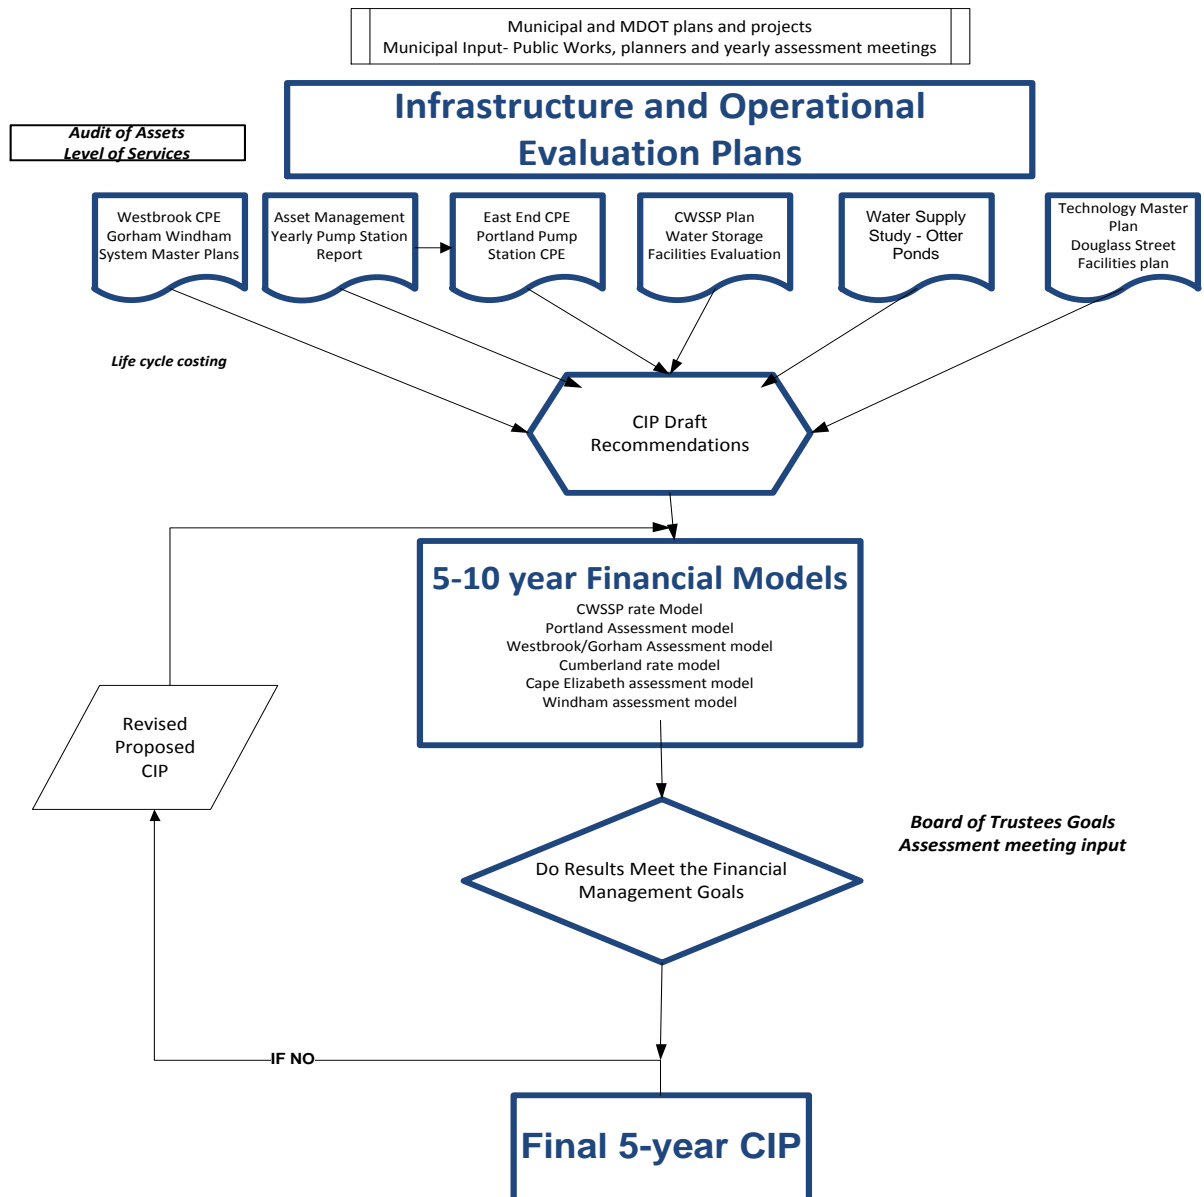 Municipal and MDOT plans and projects
Municipal Input- Public Works, planners and yearly assessment meetings
Infrastructure and Operational
Evaluation Plans
Audit of Assets
Level of Services
Westbrook CPE
Gorham Windham
System Master Plans
Asset Management
Yearly Pump Station
Report
East End CPE
Portland Pump
Station CPE
CWSSP Plan
Water Storage
Facilities Evaluation
Water Supply
Study - Otter
Ponds
Technology Master
Plan
Douglass Street
Facilities plan
Life cycle costing
CIP Draft
Recommendations
5-10 year Financial Models
CWSSP rate Model
Portland Assessment model
Westbrook/Gorham Assessment model
Cumberland rate model
Cape Elizabeth assessment model
Windham assessment model
Revised
Proposed
CIP
Do Results Meet the Financial
Management Goals
Board of Trustees Goals
Assessment meeting input
IF NO
Final 5-year CIP